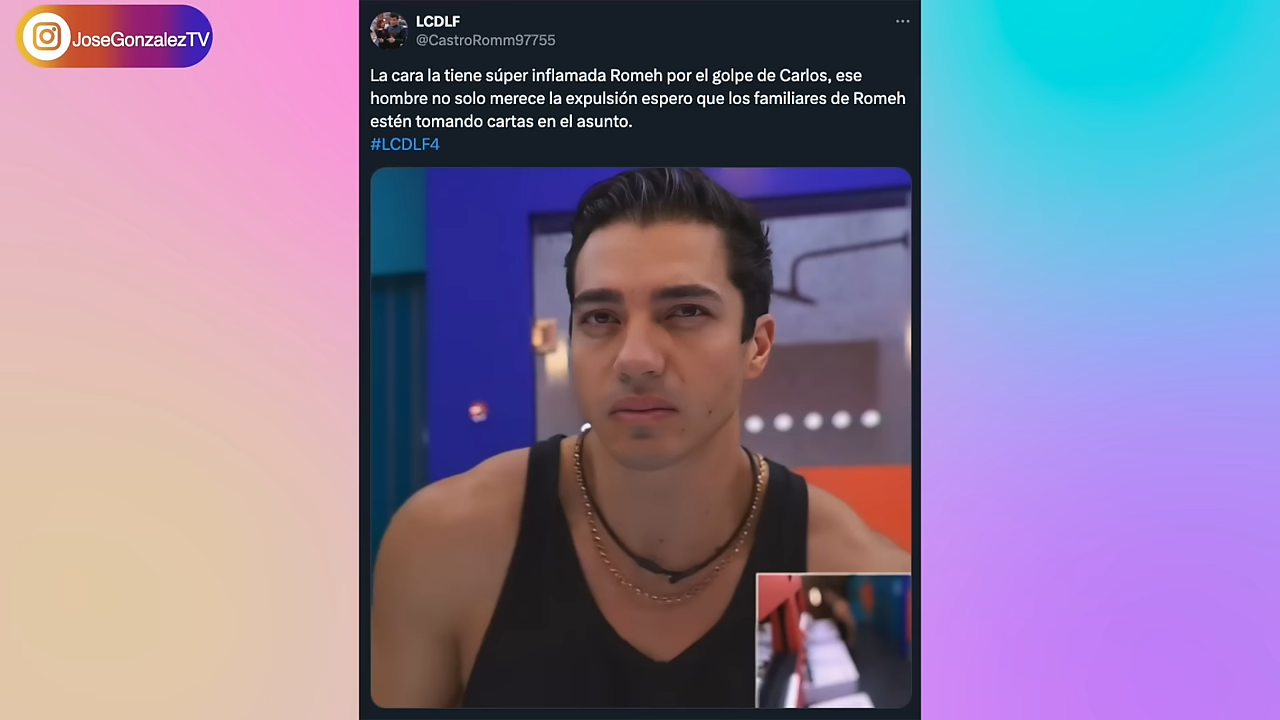 JoseGonzalezTV
LCDLF
@CastroRomm97755
La cara la tiene súper inflamada Romeh por el golpe de Carlos, ese
hombre no solo merece la expulsión espero que los familiares de Romeh
estén tomando cartas en el asunto.
#LCDLF4